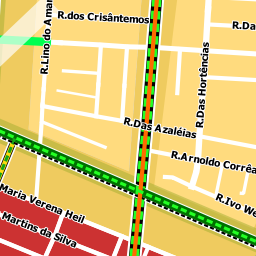 R.dos Crisântemos
R.Da
R.Lino do Amar
R.Das Hortências
R.Das Azaléias
R.Arnoldo Corrêa
R.Ivo We
Maria Verena Heil
Martins da Silva